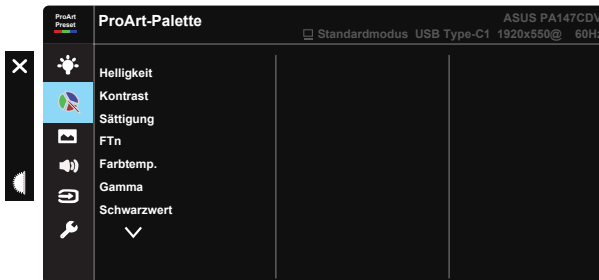 ProArt
Preset
ProArt-Palette
ASUS PA147CDV
Standardmodus USB Type-C1 1920x550@ 60Hz
Helligkeit
Kontrast
Sättigung
FTn
Farbtemp.
Gamma
Schwarzwert